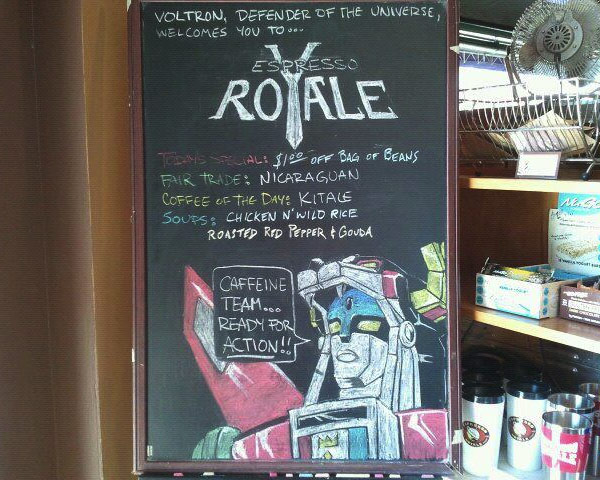 VOLTRON, DEFENDER OF THE UNIVERSE,
WELCOMES YOU TO...
ESPRESSO
ROYALE
TODAY'S SPECIAL: $1.00 OFF BAG OF BEANS
FAIR TRADE: NICARAGUAN
COFFEE OF THE DAY: KITALE
SOUPS: CHICKEN N' WILD RICE
ROASTED RED PEPPER & GOUDA
CAFFEINE
TEAM...
READY FOR
ACTION!!